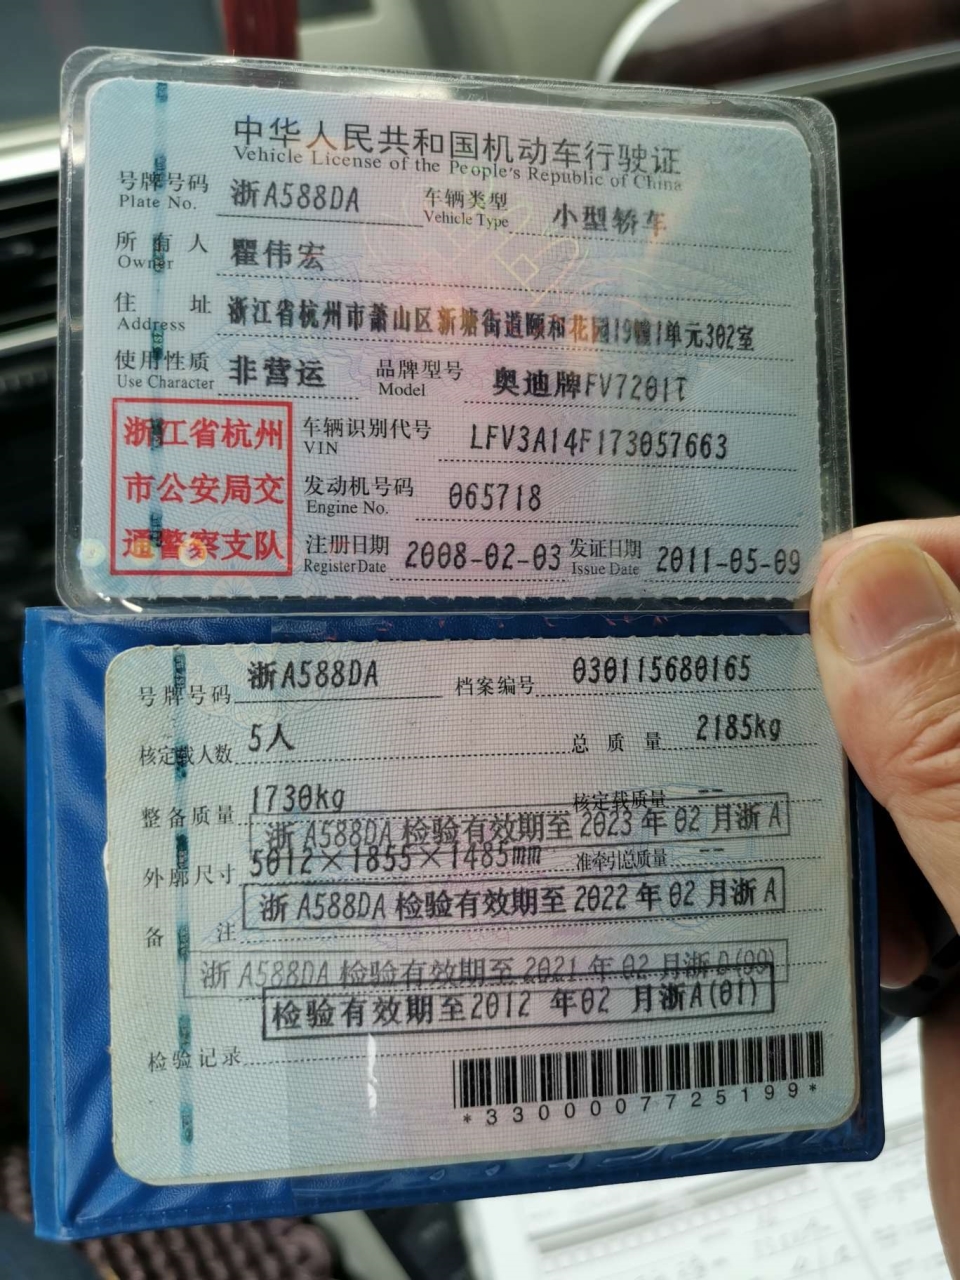 中华人民共和国机动车行驶证
Vehicle License of the People's Republic of China
号牌号码 浙A588DA 车辆类型 小型轿车
Plate No. Vehicle Type
所有人 瞿伟宏
Owner
住址 浙江省杭州市萧山区新塘街道颐和花园19幢1单元302室
Address
使用性质 非营运 品牌型号 奥迪牌FV7201T
Use Character Model
浙江省杭州
市公安局交
通警察支队
车辆识别代号 LFV3A14F173057663
VIN
发动机号码 065718
Engine No.
注册日期 2008-02-03 发证日期 2011-05-09
Register Date Issue Date
号牌号码 浙A588DA 档案编号 030115680165
核定载人数 5人 总质量 2185kg
整备质量 1730kg 核定载质量 --
浙A588DA检验有效期至2023年02月浙A
外廓尺寸 5012×1855×1485mm 准牵引总质量 --
浙A588DA检验有效期至2022年02月浙A
备注
浙A588DA检验有效期至2021年02月浙
检验有效期至2012 年02 月浙A(01)
检验记录
*3300007725199*